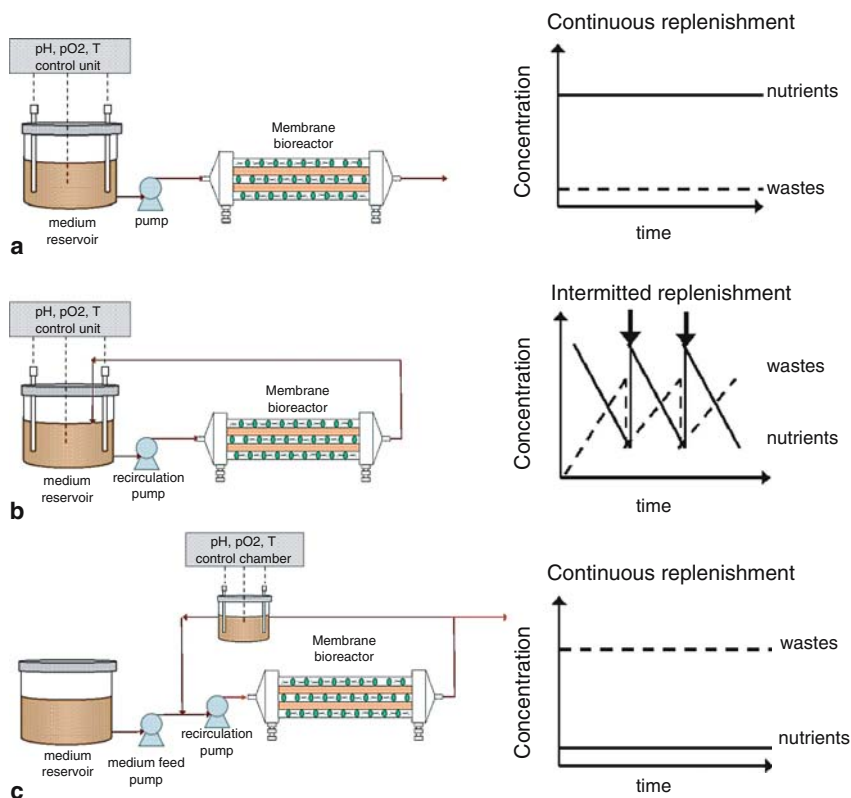 pH, pO2, T
control unit
Membrane
bioreactor
medium
reservoir
pump
a
Continuous replenishment
Concentration
nutrients
wastes
time
pH, pO2, T
control unit
Membrane
bioreactor
medium
reservoir
recirculation
pump
b
Intermitted replenishment
Concentration
wastes
nutrients
time
pH, pO2, T
control chamber
Membrane
bioreactor
recirculation
pump
medium
reservoir
medium feed
pump
c
Continuous replenishment
Concentration
wastes
nutrients
time